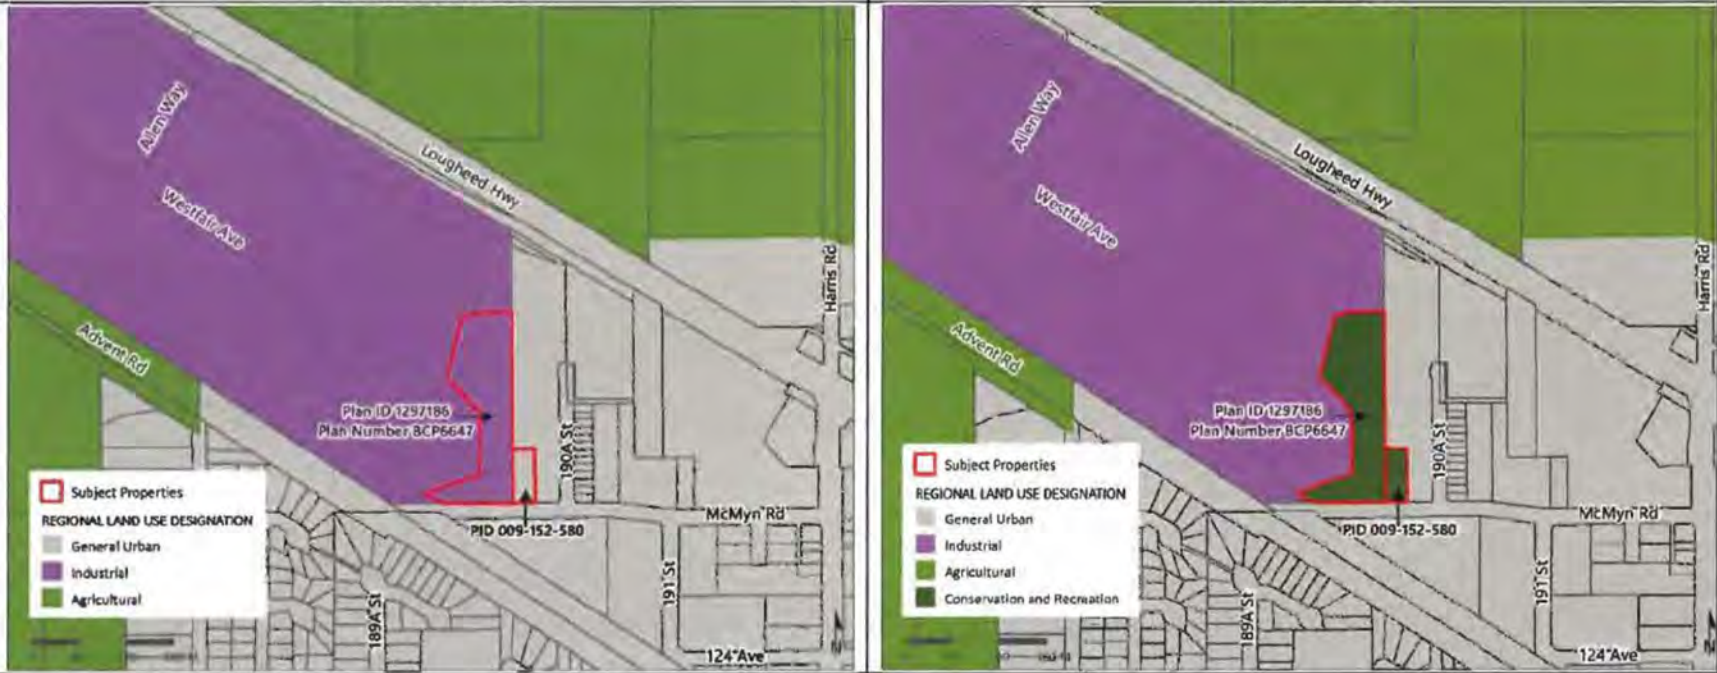 Allen Way
Westfair Ave
Lougheed Hwy
Harris Rd
Advent Rd
Plan ID 1297186
Plan Number BCP6647
190A St
Subject Properties
REGIONAL LAND USE DESIGNATION
General Urban
Industrial
Agricultural
McMyn Rd
PID 009-152-580
191 St
189A St
124 Ave
N
Allen Way
Westfair Ave
Lougheed Hwy
Harris Rd
Advent Rd
Plan ID 1297186
Plan Number BCP6647
190A St
Subject Properties
REGIONAL LAND USE DESIGNATION
General Urban
Industrial
Agricultural
Conservation and Recreation
McMyn Rd
PID 009-152-580
191 St
189A St
124 Ave
N